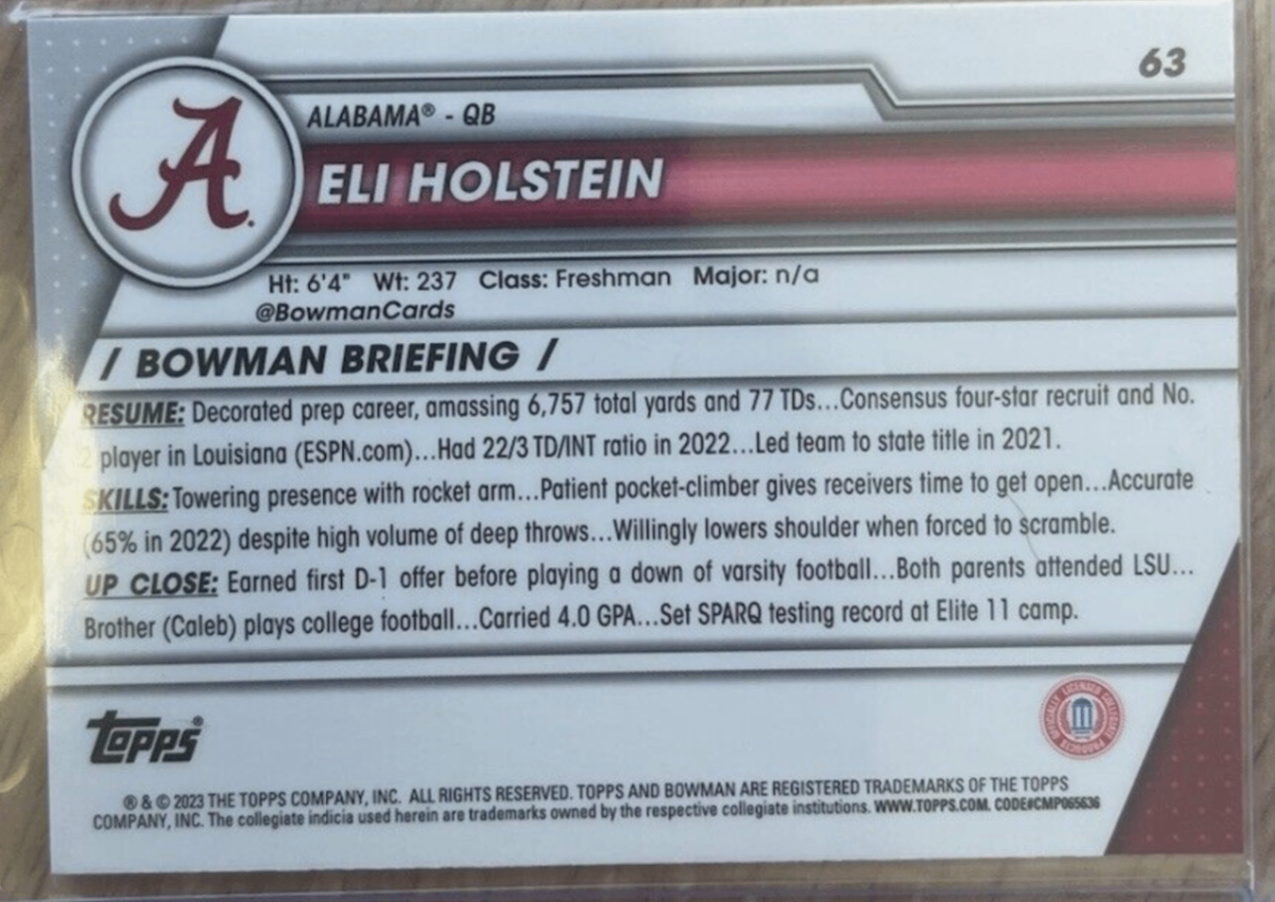 63
ALABAMA® - QB
A
ELI HOLSTEIN
Ht: 6'4" Wt: 237 Class: Freshman Major: n/a
@BowmanCards
/ BOWMAN BRIEFING /
RESUME: Decorated prep career, amassing 6,757 total yards and 77 TDs...Consensus four-star recruit and No.
2 player in Louisiana (ESPN.com)...Had 22/3 TD/INT ratio in 2022...Led team to state title in 2021.
SKILLS: Towering presence with rocket arm...Patient pocket-climber gives receivers time to get open...Accurate
(65% in 2022) despite high volume of deep throws...Willingly lowers shoulder when forced to scramble.
UP CLOSE: Earned first D-1 offer before playing a down of varsity football...Both parents attended LSU...
Brother (Caleb) plays college football...Carried 4.0 GPA...Set SPARQ testing record at Elite 11 camp.
OFFICIALLY LICENSED COLLEGIATE PRODUCTS
Topps®
® & © 2023 THE TOPPS COMPANY, INC. ALL RIGHTS RESERVED. TOPPS AND BOWMAN ARE REGISTERED TRADEMARKS OF THE TOPPS
COMPANY, INC. The collegiate indicia used herein are trademarks owned by the respective collegiate institutions. WWW.TOPPS.COM. CODE#CMP065636